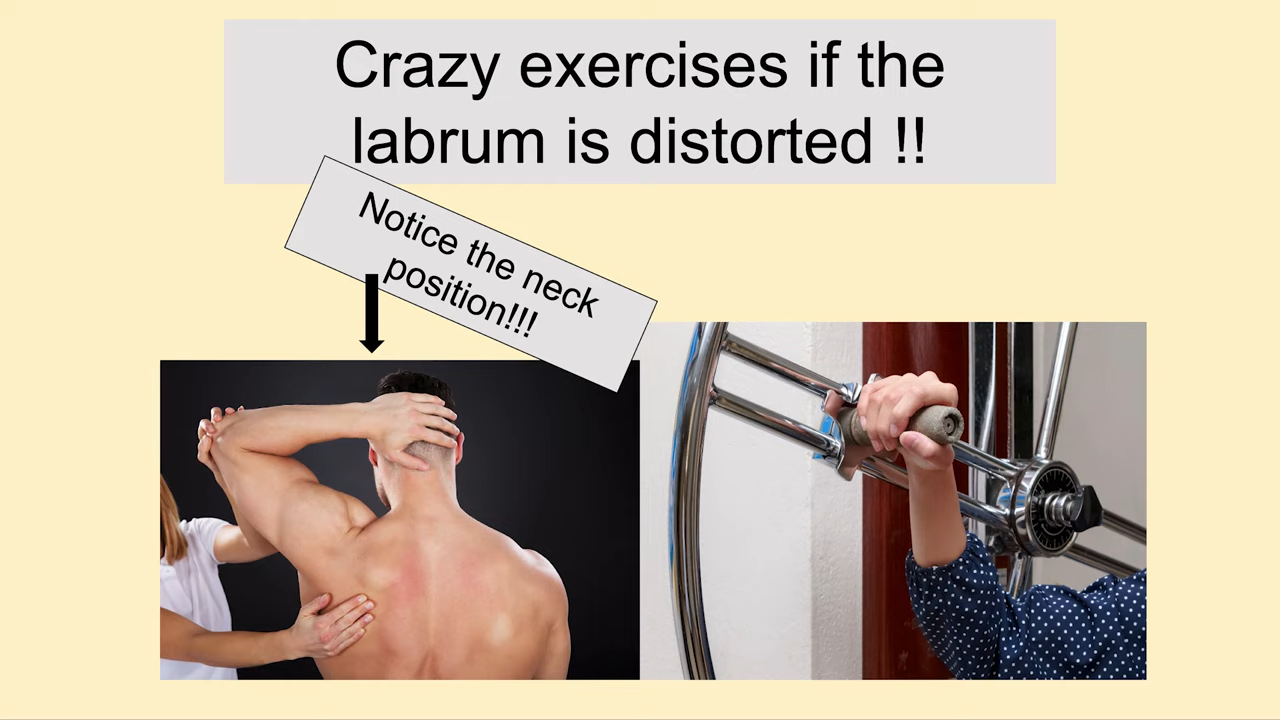 Crazy exercises if the
labrum is distorted !!
Notice the neck
position!!!